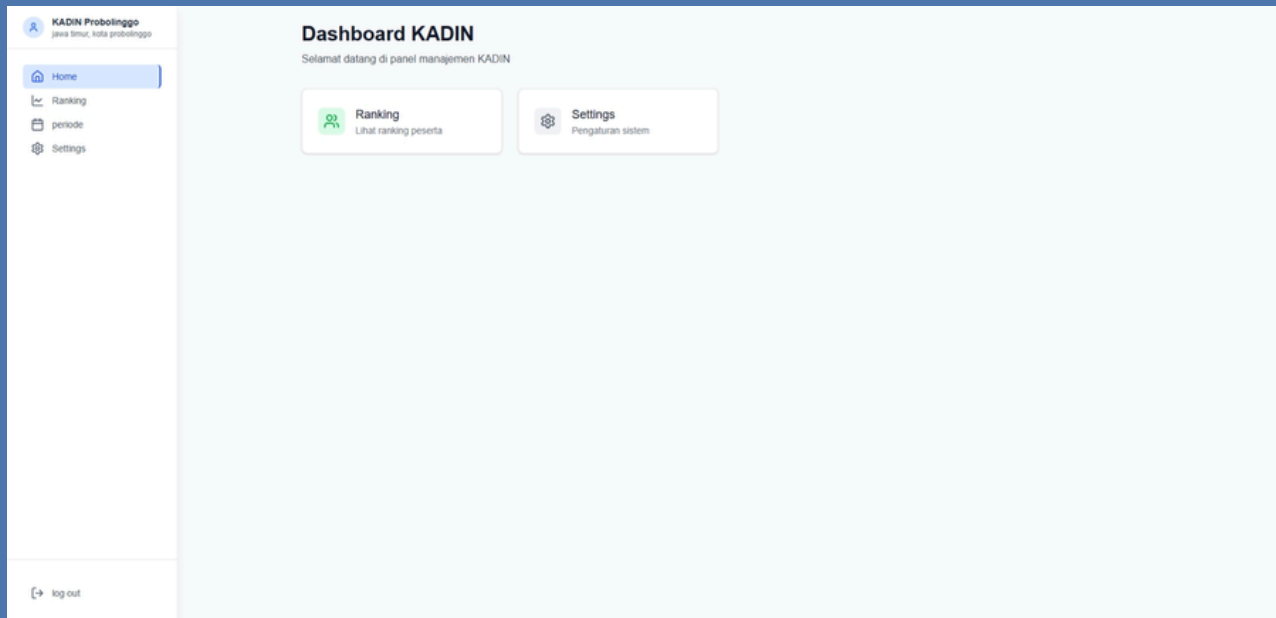 KADIN Probolinggo
jawa timur, kota probolinggo
Home
Ranking
periode
Settings
log out
Dashboard KADIN
Selamat datang di panel manajemen KADIN
Ranking
Lihat ranking peserta
Settings
Pengaturan sistem